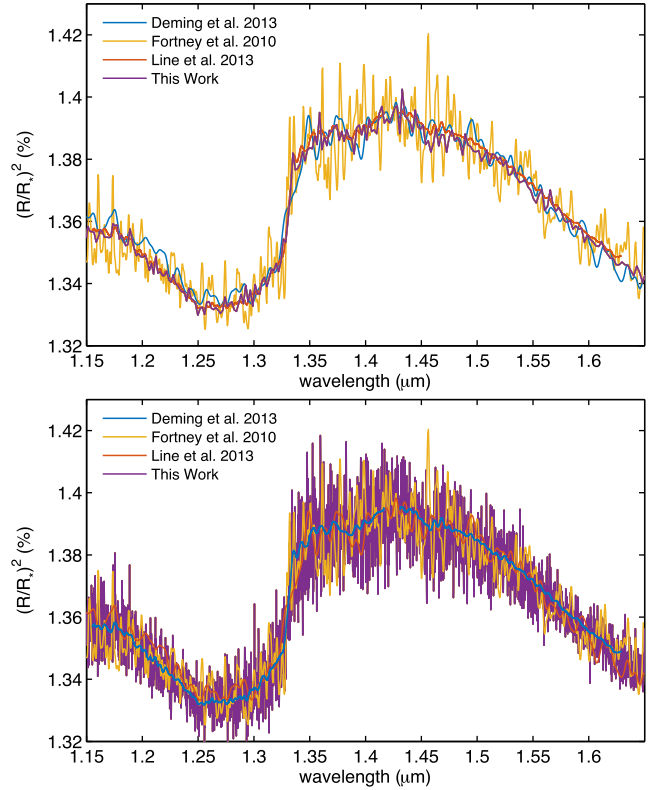 Deming et al. 2013
Fortney et al. 2010
Line et al. 2013
This Work
1.42
1.4
1.38
1.36
1.34
1.32
(R/R*)2 (%)
1.15 1.2 1.25 1.3 1.35 1.4 1.45 1.5 1.55 1.6
wavelength (μm)
Deming et al. 2013
Fortney et al. 2010
Line et al. 2013
This Work
1.42
1.4
1.38
1.36
1.34
1.32
(R/R*)2 (%)
1.15 1.2 1.25 1.3 1.35 1.4 1.45 1.5 1.55 1.6
wavelength (μm)